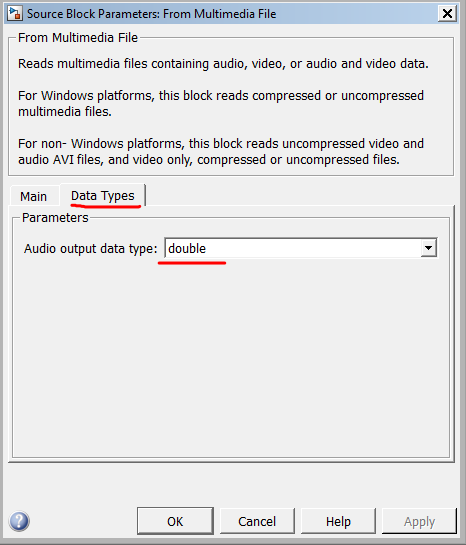 Source Block Parameters: From Multimedia File
From Multimedia File
Reads multimedia files containing audio, video, or audio and video data.
For Windows platforms, this block reads compressed or uncompressed
multimedia files.
For non- Windows platforms, this block reads uncompressed video and
audio AVI files, and video only, compressed or uncompressed files.
Main Data Types
Parameters
Audio output data type: double
? OK Cancel Help Apply